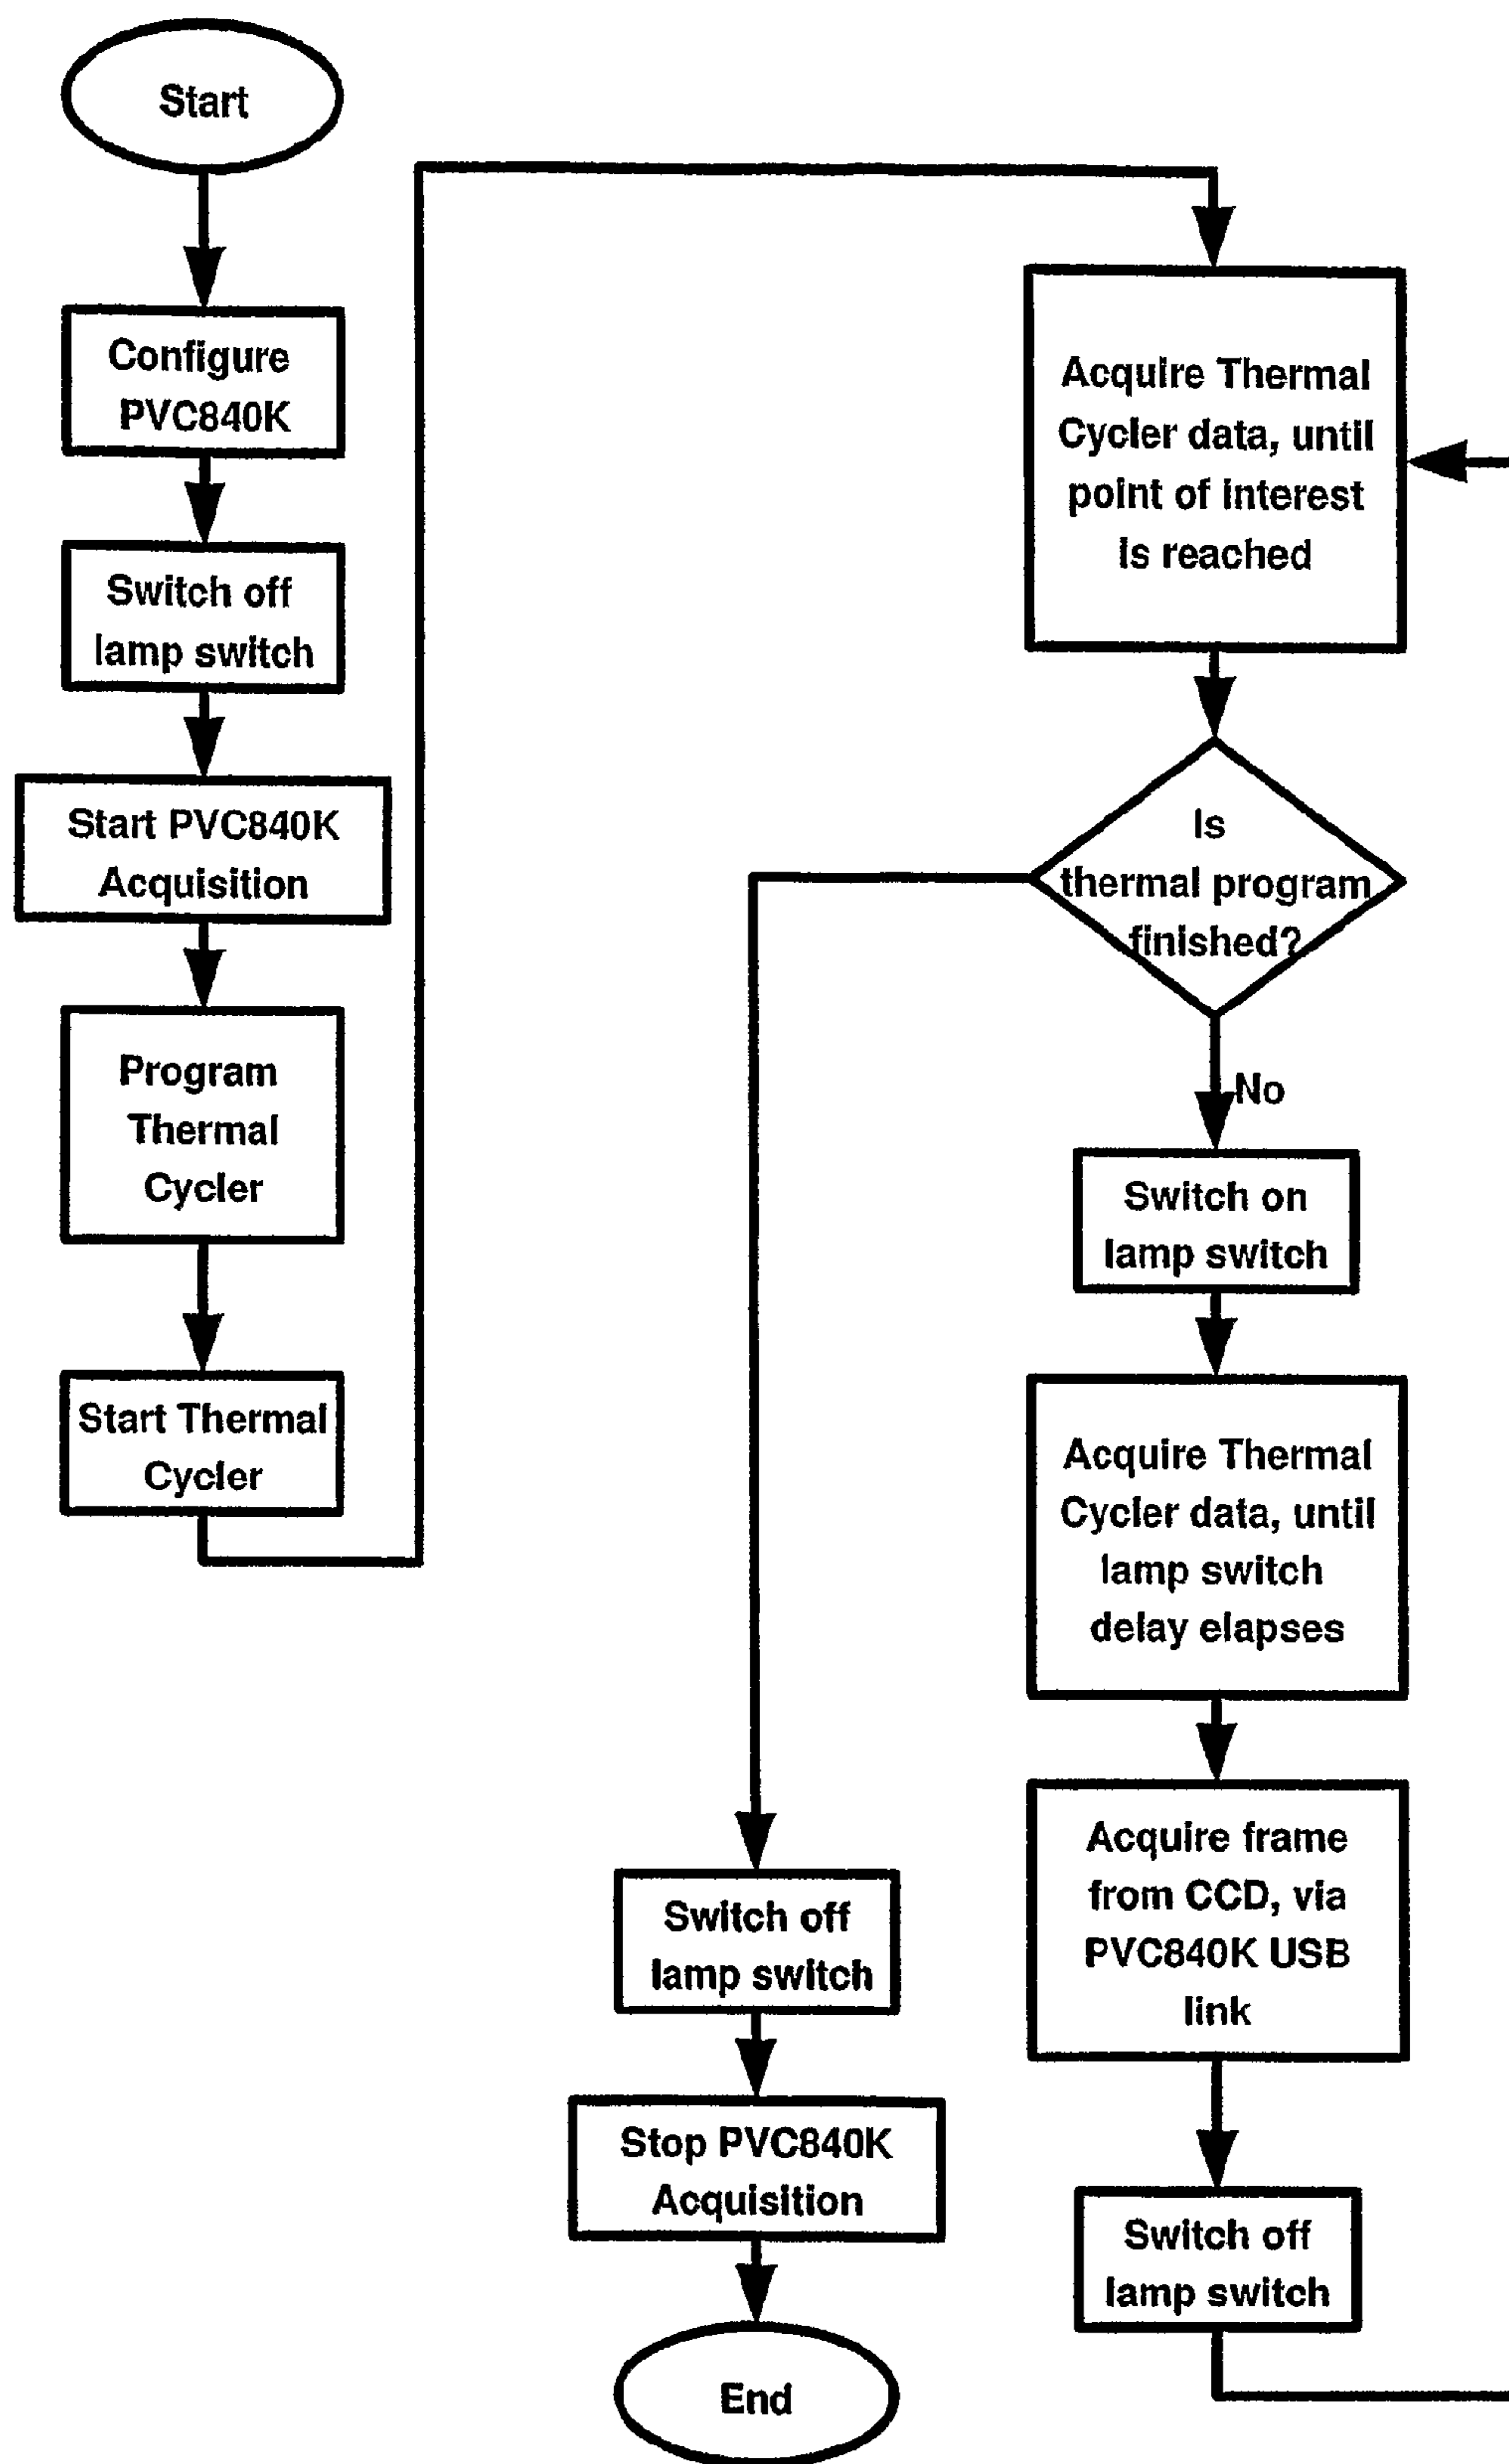 Start
Configure
PVC840K
Switch off
lamp switch
Start PVC840K
Acquisition
Program
Thermal
Cycler
Start Thermal
Cycler
Acquire Thermal
Cycler data, until
point of interest
is reached
Is
thermal program
finished?
No
Switch on
lamp switch
Acquire Thermal
Cycler data, until
lamp switch
delay elapses
Acquire frame
from CCD, via
PVC840K USB
link
Switch off
lamp switch
Switch off
lamp switch
Stop PVC840K
Acquisition
End